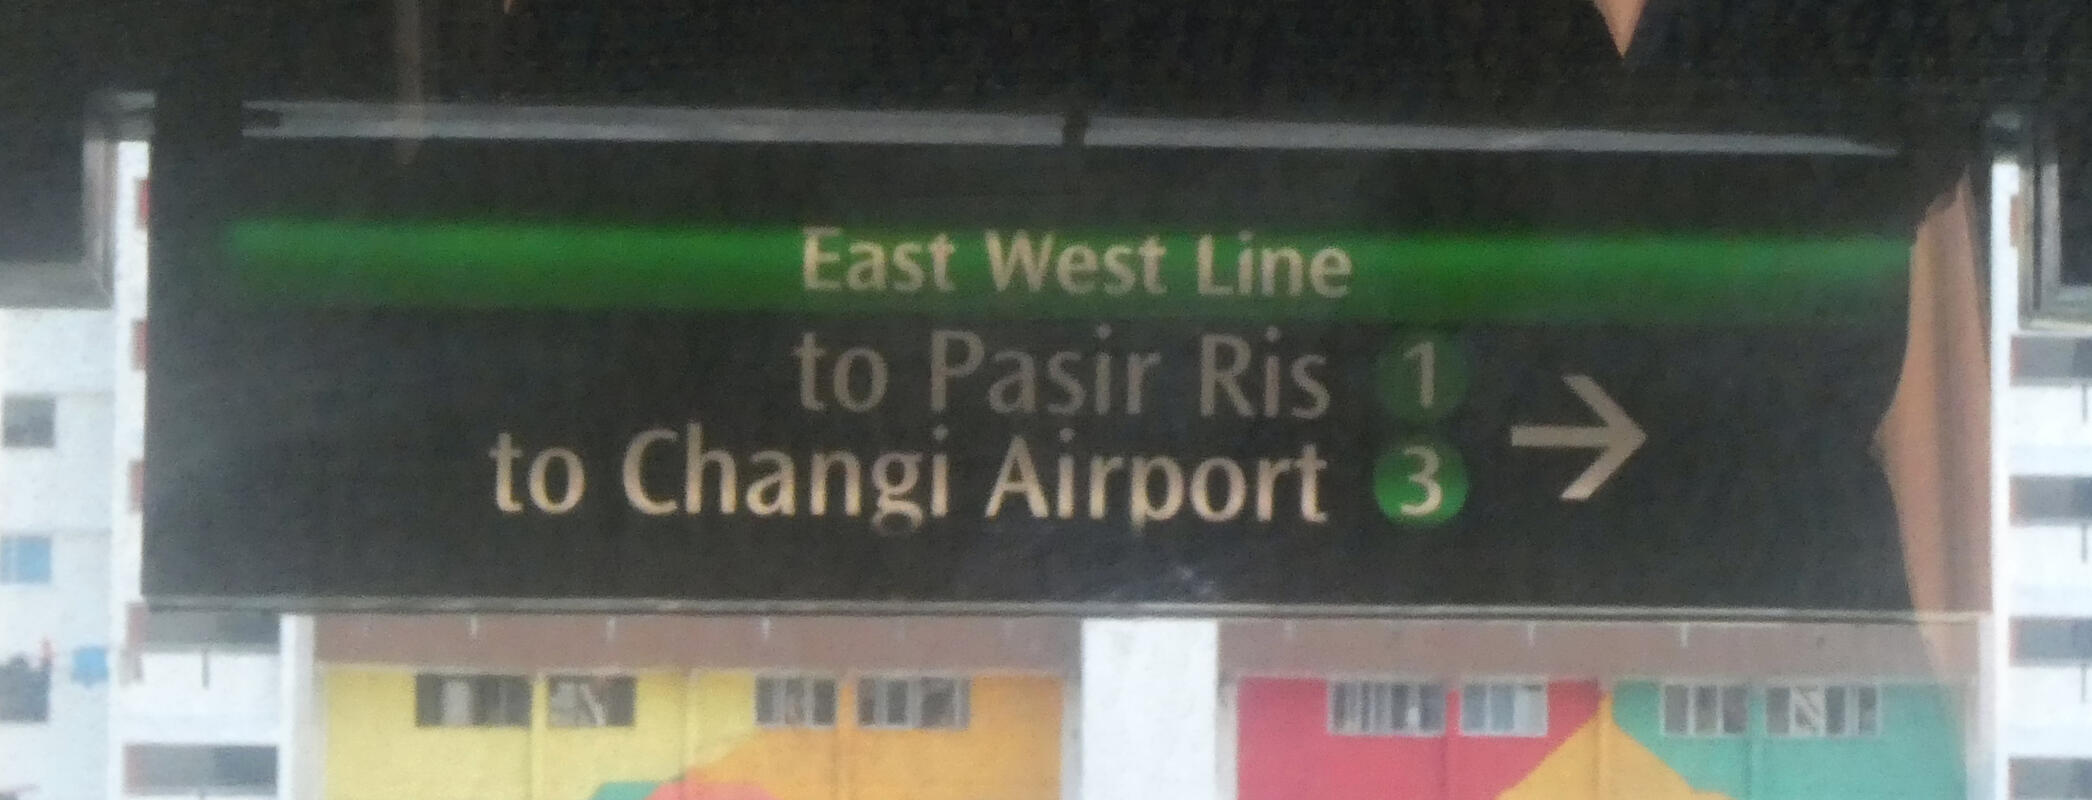 East West Line
to Pasir Ris 1
to Changi Airport 3 →